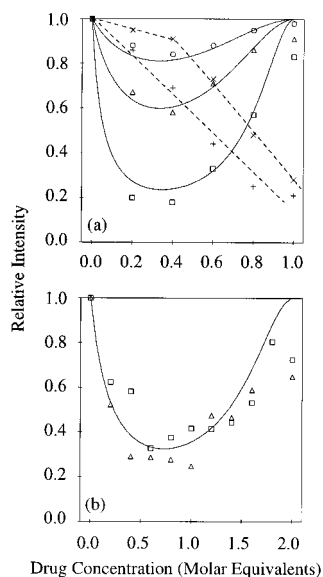 1.0
0.8
0.6
0.4
0.2
0.0
(a)
0.0 0.2 0.4 0.6 0.8 1.0
Relative Intensity
1.0
0.8
0.6
0.4
0.2
0.0
(b)
0.0 0.5 1.0 1.5 2.0
Drug Concentration (Molar Equivalents)